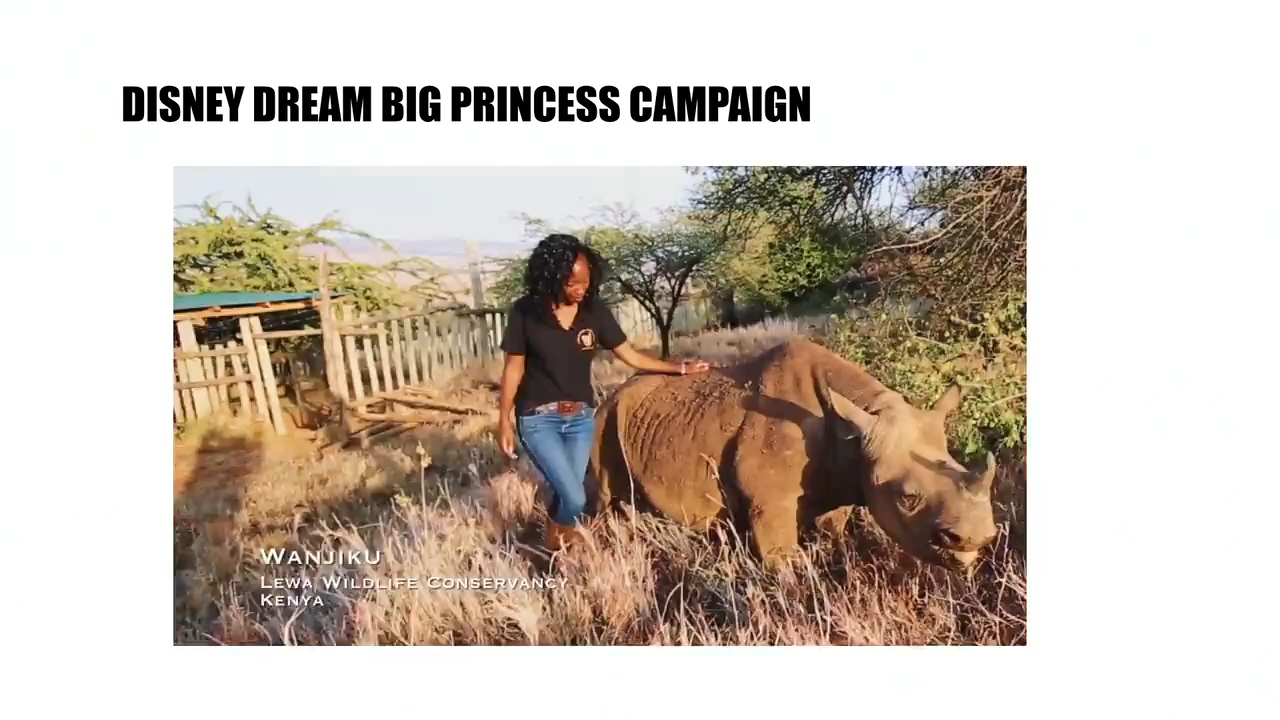 DISNEY DREAM BIG PRINCESS CAMPAIGN
WANJIKU
LEWA WILDLIFE CONSERVANCY
KENYA